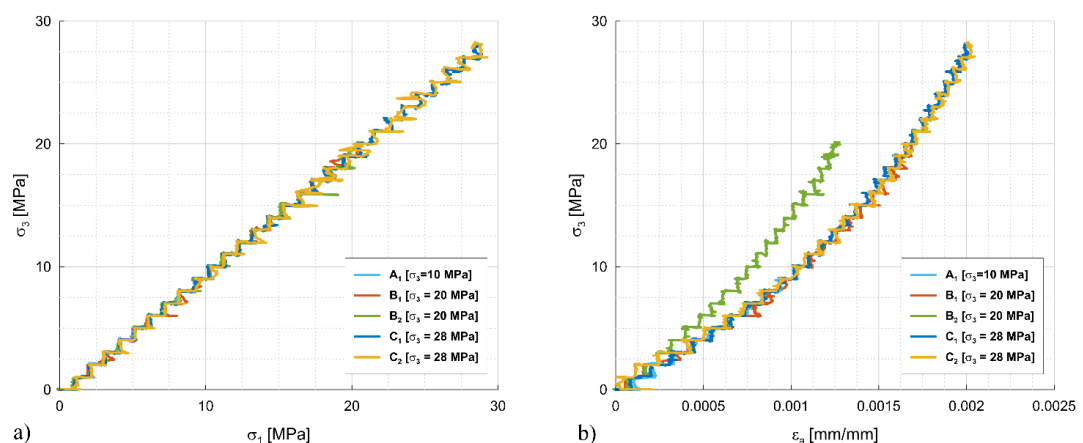 30
20
10
0
σ3 [MPa]
0 10 20 30
σ1 [MPa]
A1 [σ3=10 MPa]
B1 [σ3 = 20 MPa]
B2 [σ3 = 20 MPa]
C1 [σ3 = 28 MPa]
C2 [σ3 = 28 MPa]
a)
30
20
10
0
σ3 [MPa]
0 0.0005 0.001 0.0015 0.002 0.0025
εa [mm/mm]
A1 [σ3=10 MPa]
B1 [σ3 = 20 MPa]
B2 [σ3 = 20 MPa]
C1 [σ3 = 28 MPa]
C2 [σ3 = 28 MPa]
b)